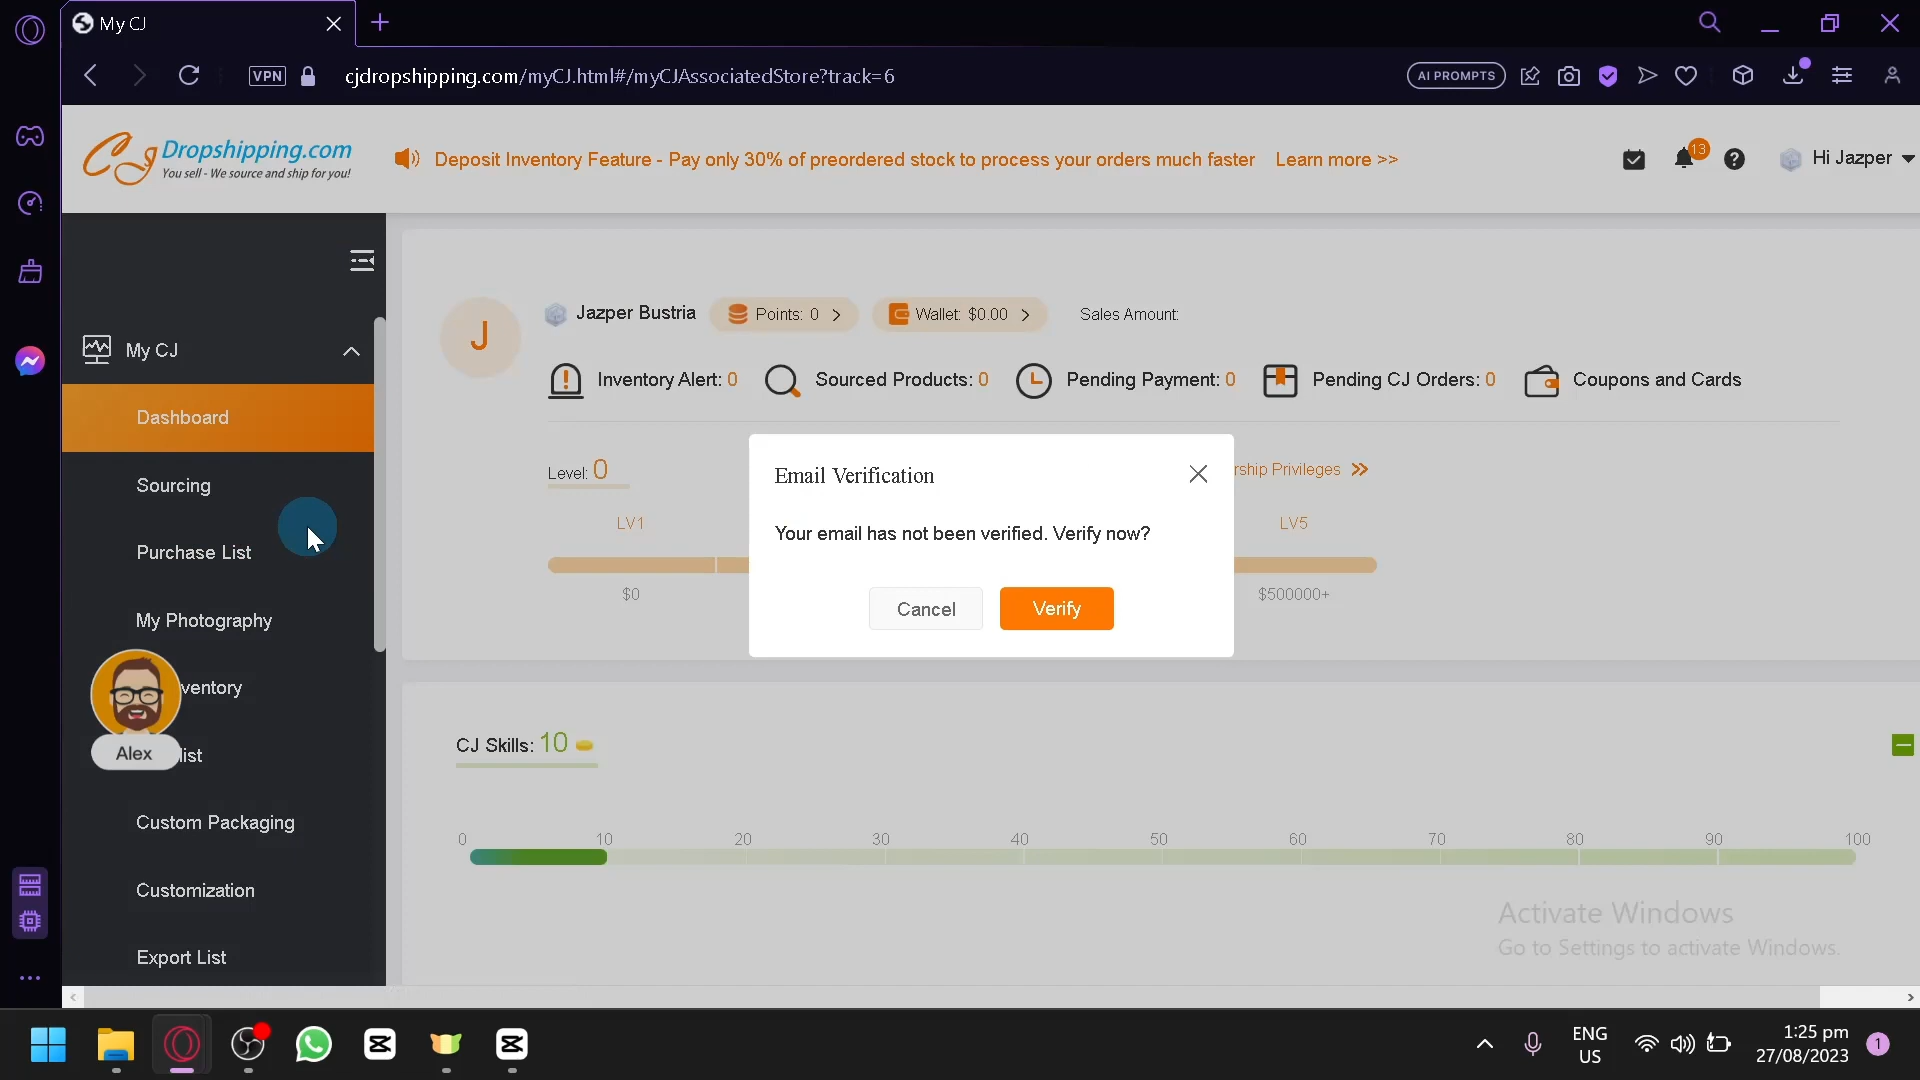 My CJ
VPN
cjdropshipping.com/myCJ.html#/myCJAssociatedStore?track=6
AI PROMPTS
CJ Dropshipping.com
You sell - We source and ship for you!
Deposit Inventory Feature - Pay only 30% of preordered stock to process your orders much faster Learn more >>
13
Hi Jazper
My CJ
Dashboard
Sourcing
Purchase List
My Photography
ventory
list
Custom Packaging
Customization
Export List
Alex
J
Jazper Bustria
Points: 0
Wallet: $0.00
Sales Amount:
Inventory Alert: 0
Sourced Products: 0
Pending Payment: 0
Pending CJ Orders: 0
Coupons and Cards
Level: 0
rship Privileges
LV1
LV5
$0
$500000+
Email Verification
Your email has not been verified. Verify now?
Cancel
Verify
CJ Skills: 10
0 10 20 30 40 50 60 70 80 90 100
Activate Windows
Go to Settings to activate Windows.
ENG
US
1:25 pm
27/08/2023
1